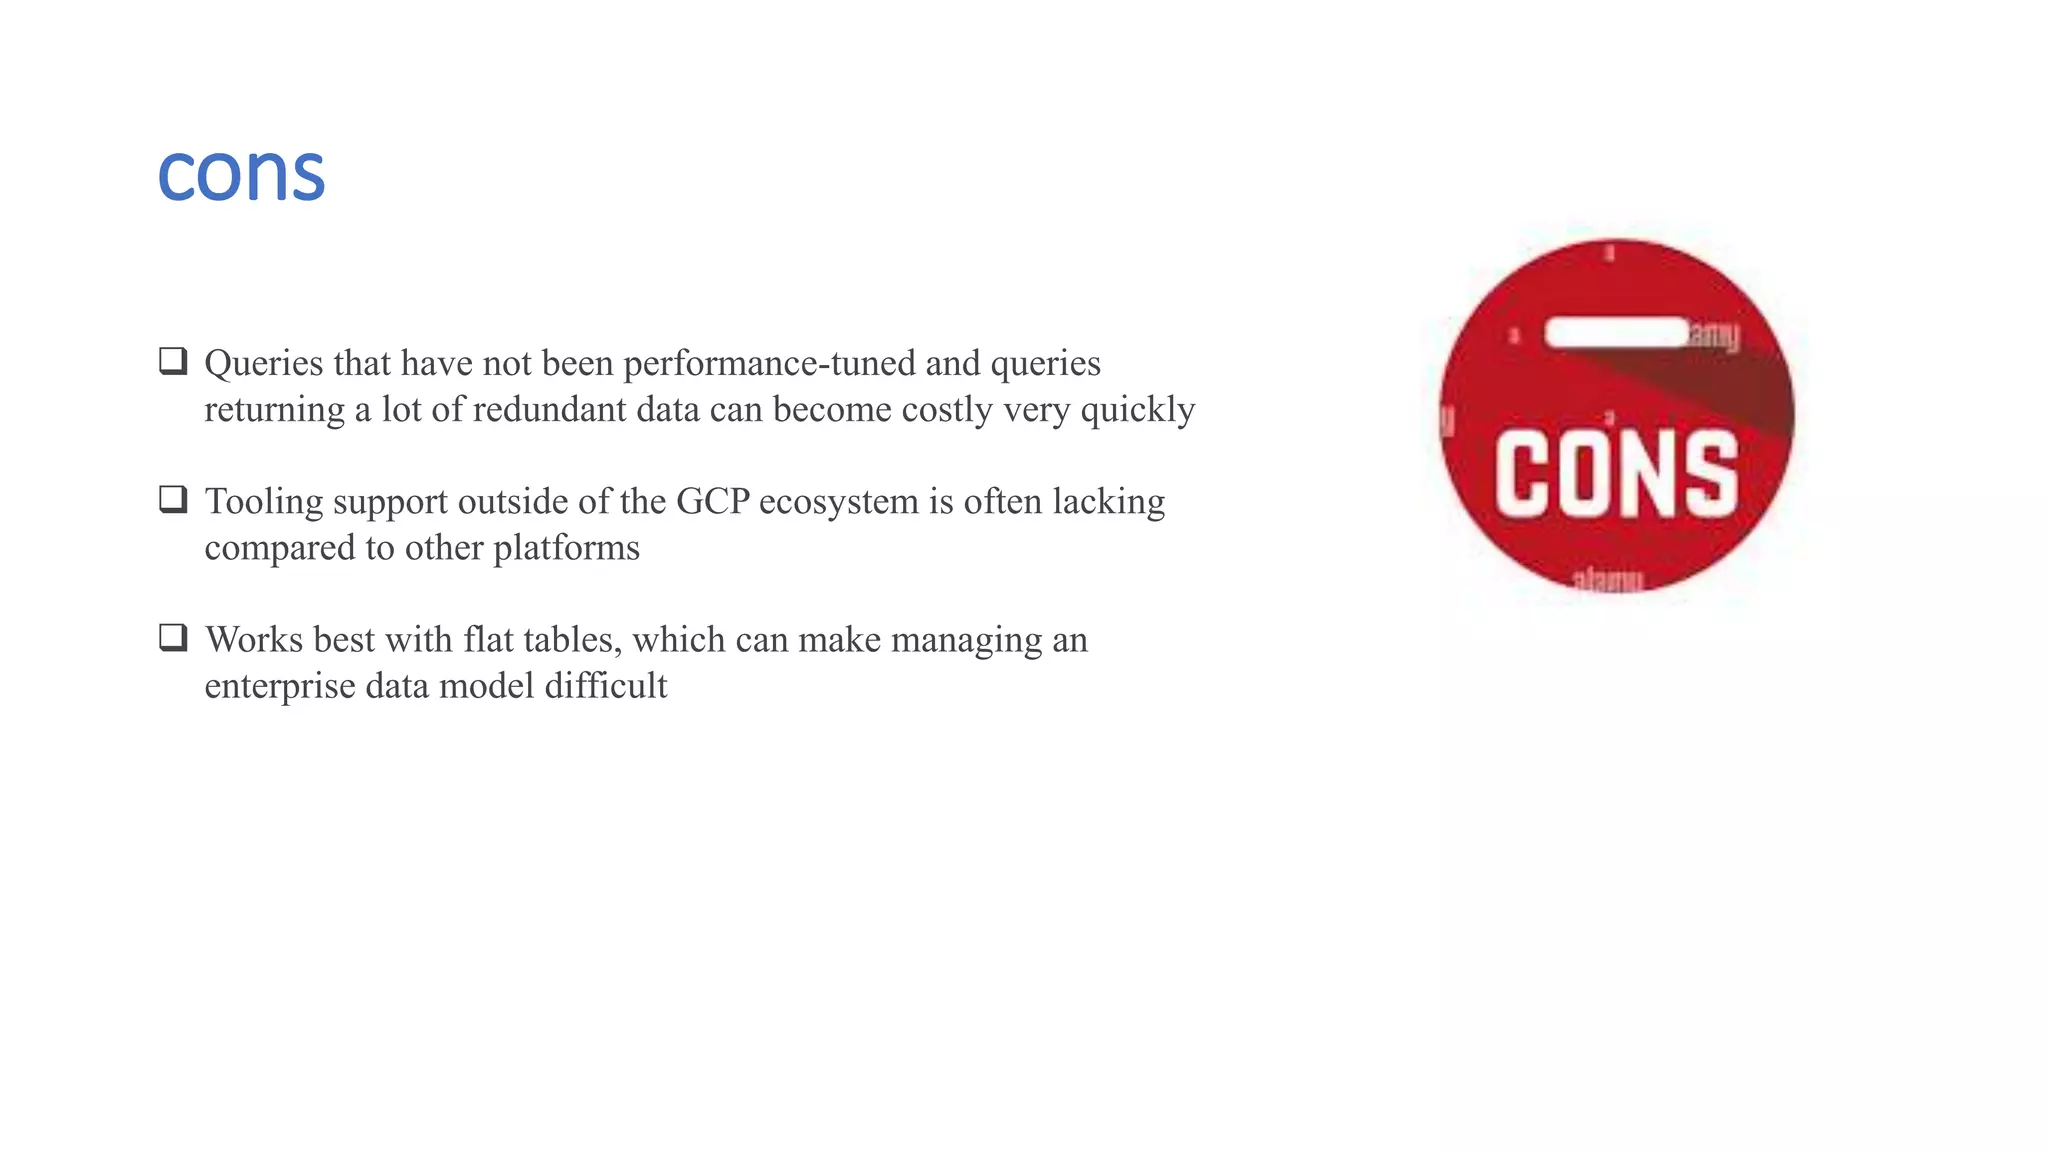 cons
❑ Queries that have not been performance-tuned and queries
returning a lot of redundant data can become costly very quickly
❑ Tooling support outside of the GCP ecosystem is often lacking
compared to other platforms
❑ Works best with flat tables, which can make managing an
enterprise data model difficult
a
a
lamy
a
y
CONS
alamy